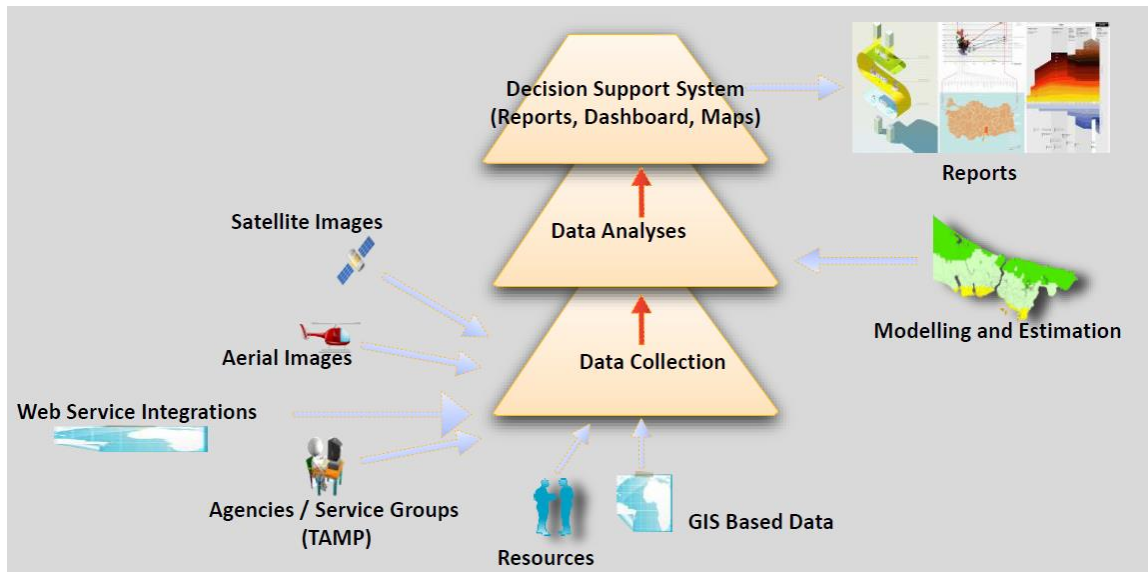 Decision Support System
(Reports, Dashboard, Maps)
Reports
Satellite Images
Data Analyses
Modelling and Estimation
Aerial Images
Data Collection
Web Service Integrations
Agencies / Service Groups
(TAMP)
Resources
GIS Based Data